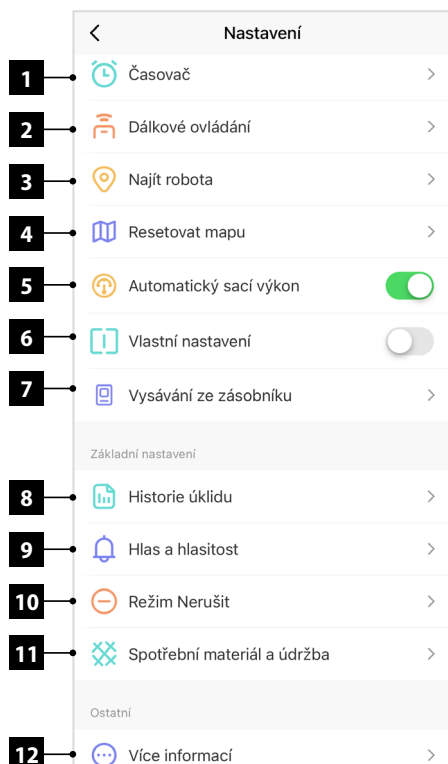 Nastavení
1 Časovač
2 Dálkové ovládání
3 Najít robota
4 Resetovat mapu
5 Automatický sací výkon
6 Vlastní nastavení
7 Vysávání ze zásobníku
Základní nastavení
8 Historie úklidu
9 Hlas a hlasitost
10 Režim Nerušit
11 Spotřební materiál a údržba
Ostatní
12 Více informací